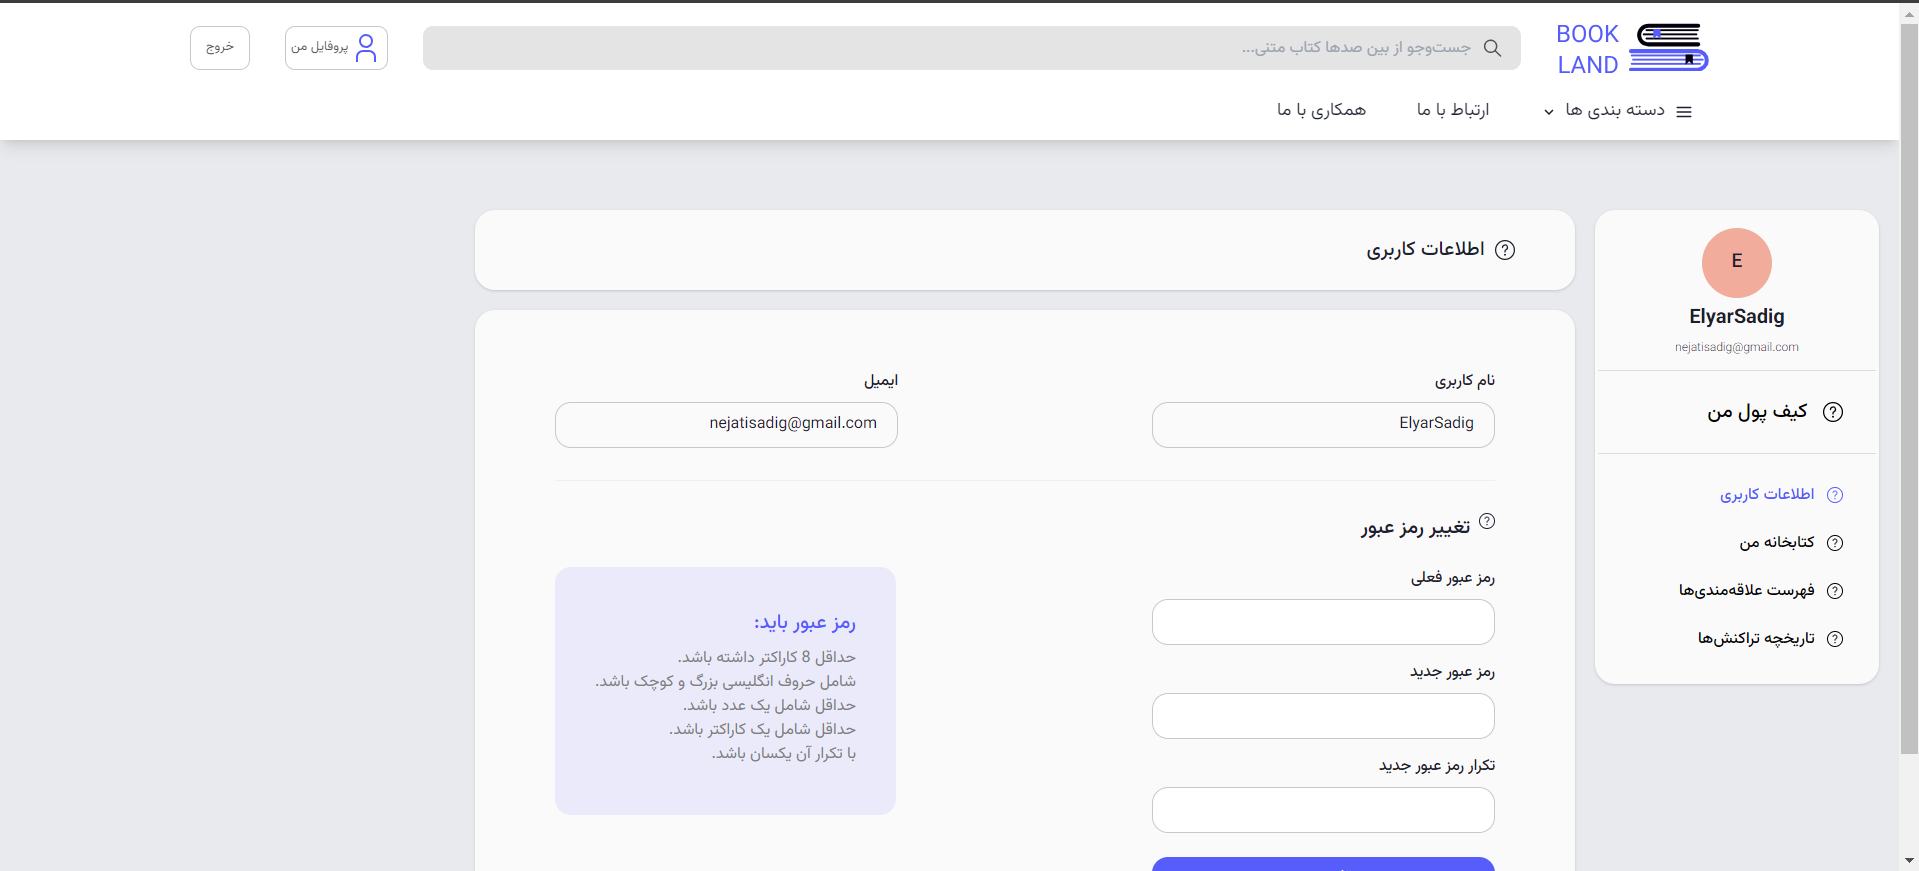 BOOK
LAND
جست‌وجو از بین صدها کتاب متنی...
پروفایل من
خروج
دسته بندی ها
ارتباط با ما
همکاری با ما
E
ElyarSadig
nejatisadig@gmail.com
کیف پول من
اطلاعات کاربری
کتابخانه من
فهرست علاقه‌مندی‌ها
تاریخچه تراکنش‌ها
اطلاعات کاربری
نام کاربری
ElyarSadig
ایمیل
nejatisadig@gmail.com
تغییر رمز عبور
رمز عبور فعلی
رمز عبور جدید
تکرار رمز عبور جدید
رمز عبور باید:
حداقل 8 کاراکتر داشته باشد.
شامل حروف انگلیسی بزرگ و کوچک باشد.
حداقل شامل یک عدد باشد.
حداقل شامل یک کاراکتر باشد.
با تکرار آن یکسان باشد.